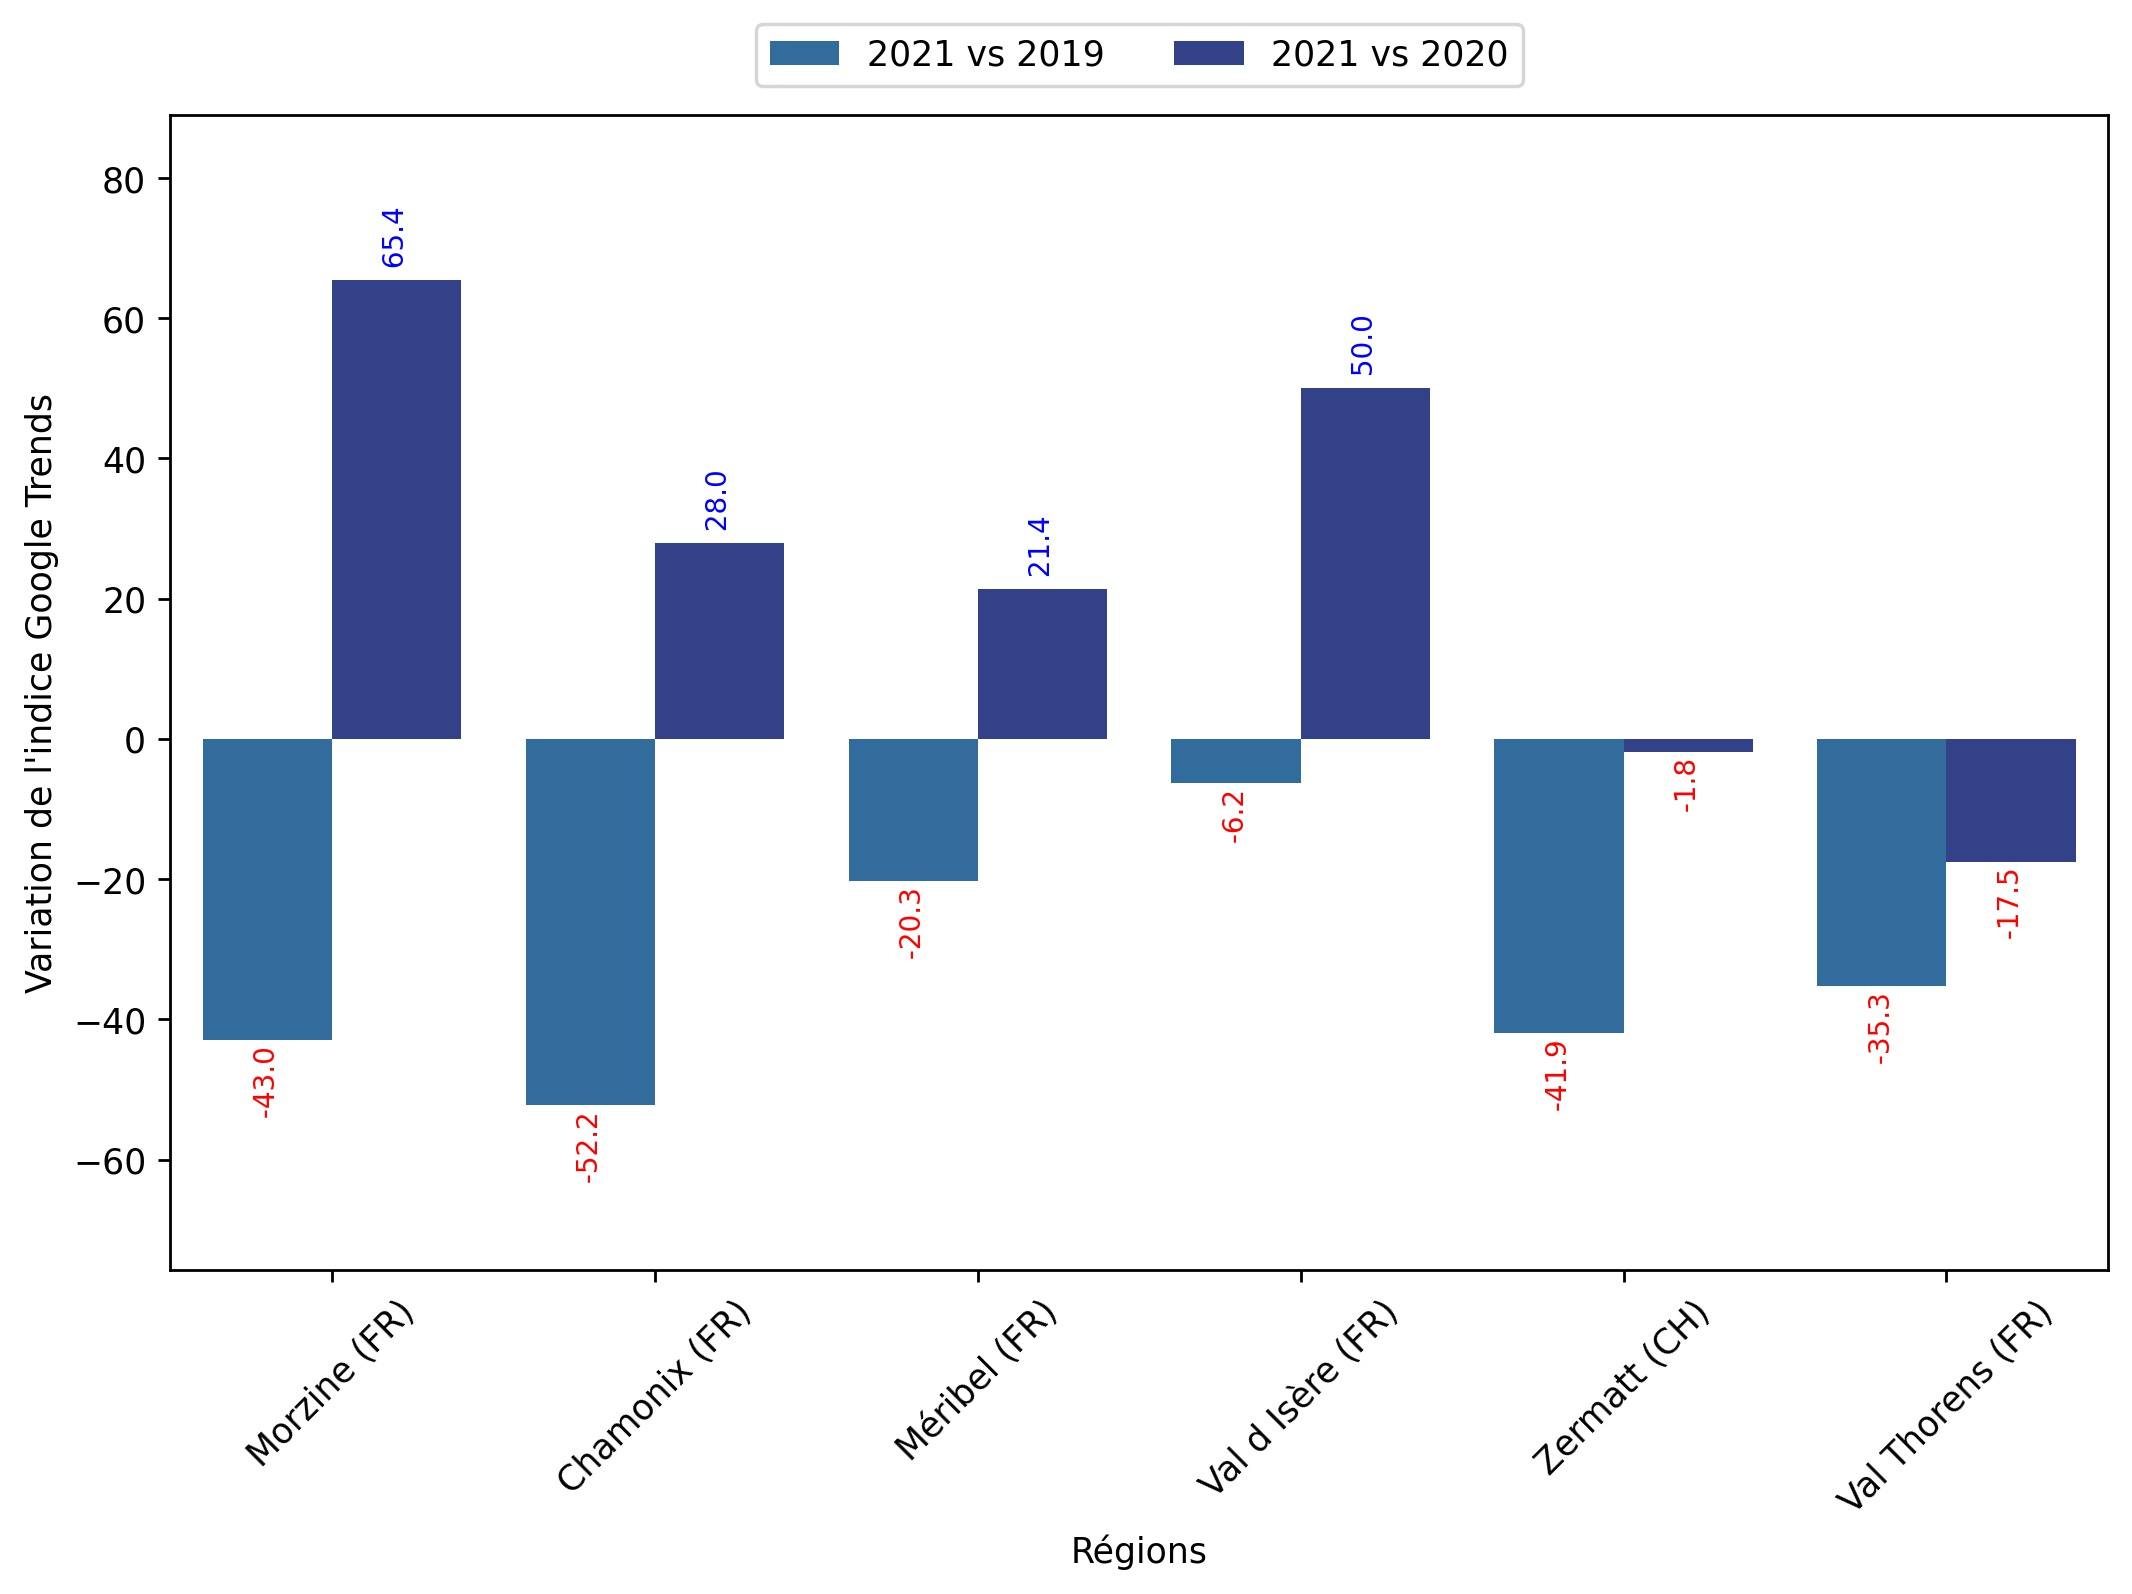 2021 vs 2019
2021 vs 2020
Variation de l'indice Google Trends
80
60
40
20
0
−20
−40
−60
65.4
28.0
21.4
50.0
-43.0
-52.2
-20.3
-6.2
-41.9
-1.8
-35.3
-17.5
Morzine (FR)
Chamonix (FR)
Méribel (FR)
Val d Isère (FR)
Zermatt (CH)
Val Thorens (FR)
Régions